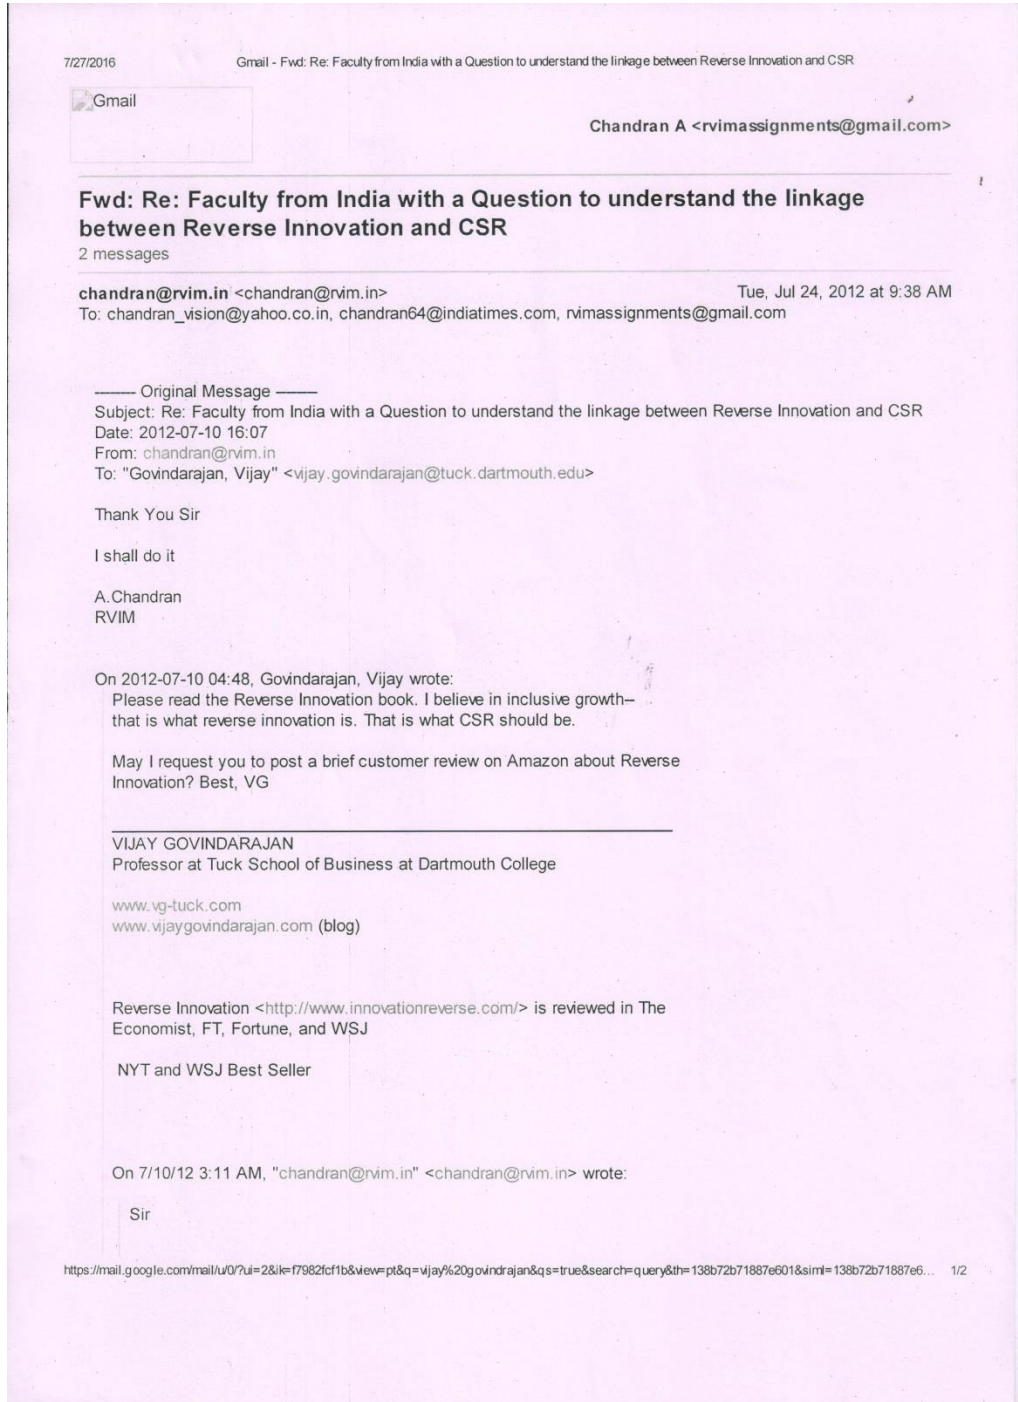 7/27/2016 Gmail - Fwd: Re: Faculty from India with a Question to understand the linkage between Reverse Innovation and CSR
Gmail
Chandran A <rvimassignments@gmail.com>
Fwd: Re: Faculty from India with a Question to understand the linkage
between Reverse Innovation and CSR
2 messages
chandran@rvim.in <chandran@rvim.in> Tue, Jul 24, 2012 at 9:38 AM
To: chandran_vision@yahoo.co.in, chandran64@indiatimes.com, rvimassignments@gmail.com
-------- Original Message --------
Subject: Re: Faculty from India with a Question to understand the linkage between Reverse Innovation and CSR
Date: 2012-07-10 16:07
From: chandran@rvim.in
To: "Govindarajan, Vijay" <vijay.govindarajan@tuck.dartmouth.edu>
Thank You Sir
I shall do it
A.Chandran
RVIM
On 2012-07-10 04:48, Govindarajan, Vijay wrote:
Please read the Reverse Innovation book. I believe in inclusive growth--
that is what reverse innovation is. That is what CSR should be.
May I request you to post a brief customer review on Amazon about Reverse
Innovation? Best, VG
VIJAY GOVINDARAJAN
Professor at Tuck School of Business at Dartmouth College
www.vg-tuck.com
www.vijaygovindarajan.com (blog)
Reverse Innovation <http://www.innovationreverse.com/> is reviewed in The
Economist, FT, Fortune, and WSJ
NYT and WSJ Best Seller
On 7/10/12 3:11 AM, "chandran@rvim.in" <chandran@rvim.in> wrote:
Sir
https://mail.google.com/mail/u/0/?ui=2&ik=f7982fcf1b&view=pt&q=vijay%20govindrajan&qs=true&search=query&th=138b72b71887e601&siml=138b72b71887e6... 1/2